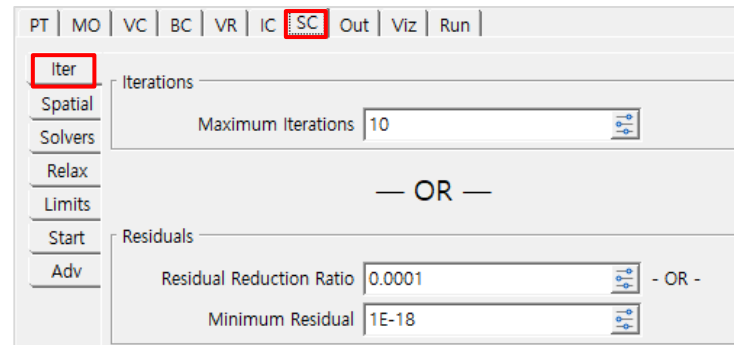 PT MO VC BC VR IC SC Out Viz Run
Iter
Iterations
Spatial
Maximum Iterations 10
Solvers
Relax
— OR —
Limits
Start
Residuals
Adv
Residual Reduction Ratio 0.0001 - OR -
Minimum Residual 1E-18